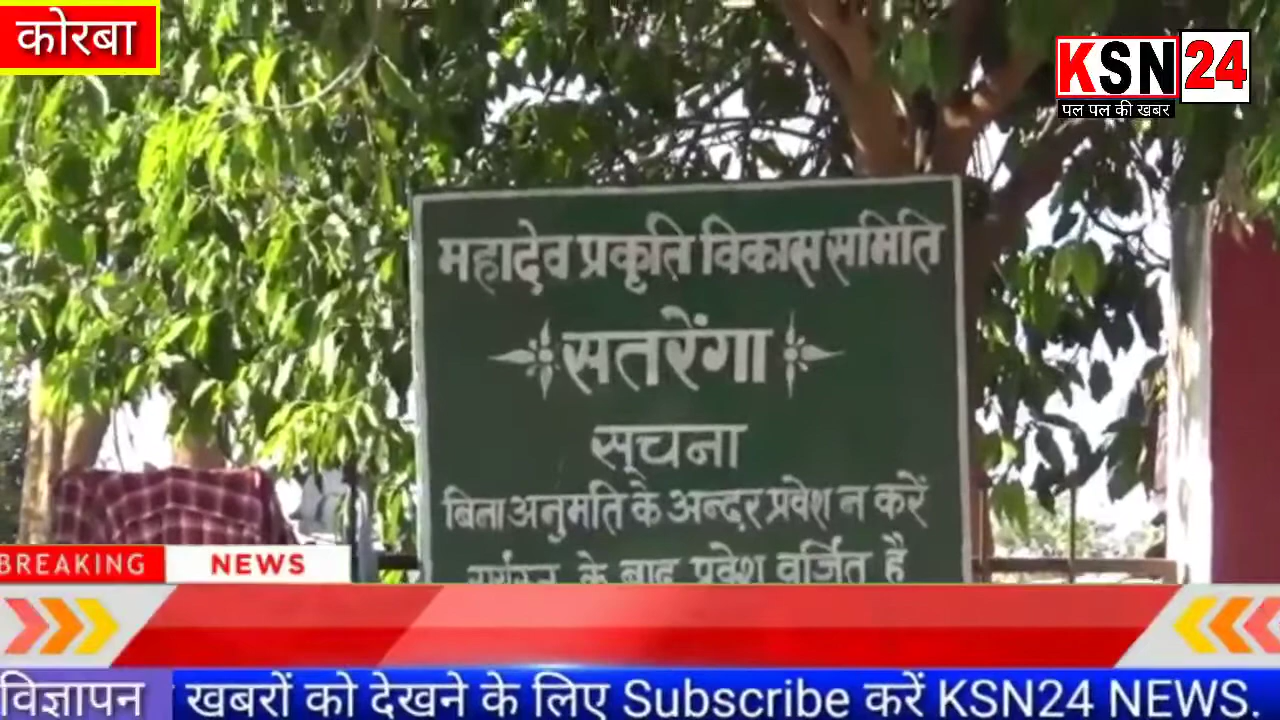 कोरबा
KSN24
पल पल की खबर
महादेव प्रकृति विकास समिति
सतरेंगा
सूचना
बिना अनुमति के अन्दर प्रवेश न करें
के बाद प्रवेश वर्जित है
BREAKING NEWS
विज्ञापन खबरों को देखने के लिए Subscribe करें KSN24 NEWS.